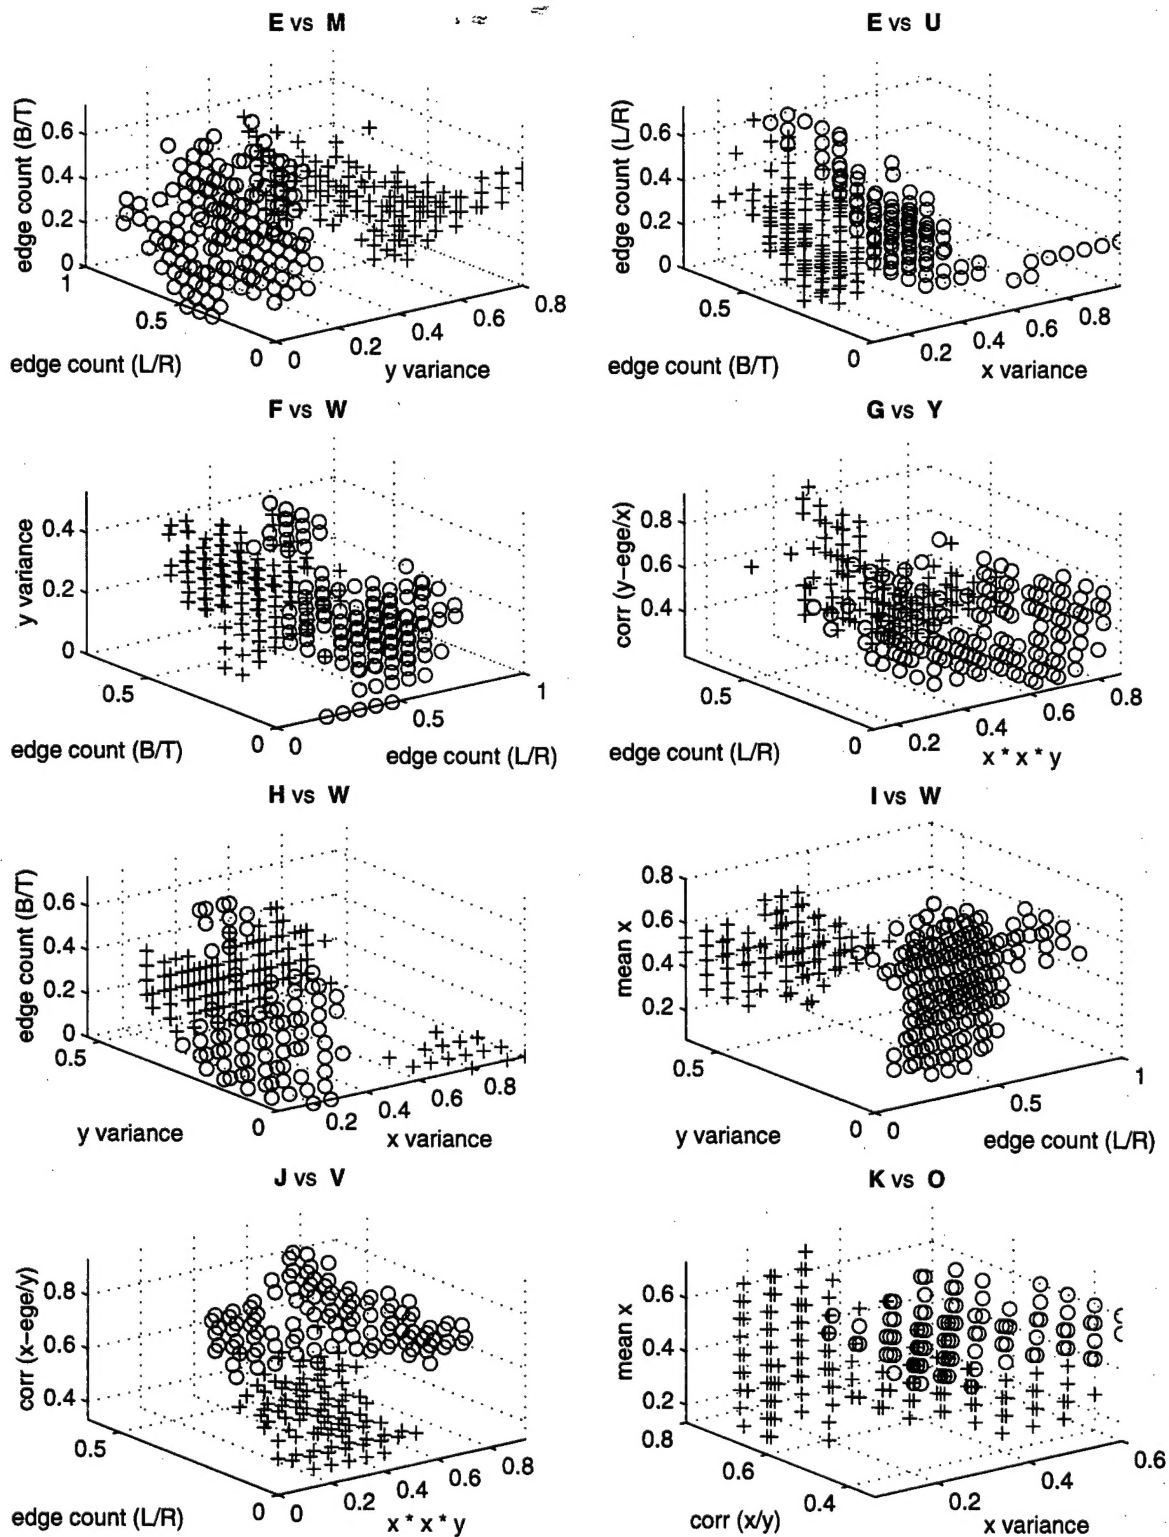 E vs M
edge count (B/T)
0.6
0.4
0.2
0
1
0.5
0
0
0.2
0.4
0.6
0.8
edge count (L/R)
y variance
E vs U
edge count (L/R)
0.6
0.4
0.2
0
0.5
0
0.2
0.4
0.6
0.8
edge count (B/T)
x variance
F vs W
y variance
0.4
0.2
0
0.5
0
0
0.5
1
edge count (B/T)
edge count (L/R)
G vs Y
corr (y-ege/x)
0.8
0.6
0.4
0.5
0
0.2
0.4
0.6
0.8
edge count (L/R)
x * x * y
H vs W
edge count (B/T)
0.6
0.4
0.2
0
0.5
0
0.2
0.4
0.6
0.8
y variance
x variance
I vs W
mean x
0.8
0.6
0.4
0.2
0.5
0
0
0.5
1
y variance
edge count (L/R)
J vs V
corr (x-ege/y)
0.8
0.6
0.4
0.5
0
0
0.2
0.4
0.6
0.8
edge count (L/R)
x * x * y
K vs O
mean x
0.6
0.4
0.2
0.8
0.6
0.4
0.2
0.4
0.6
corr (x/y)
x variance